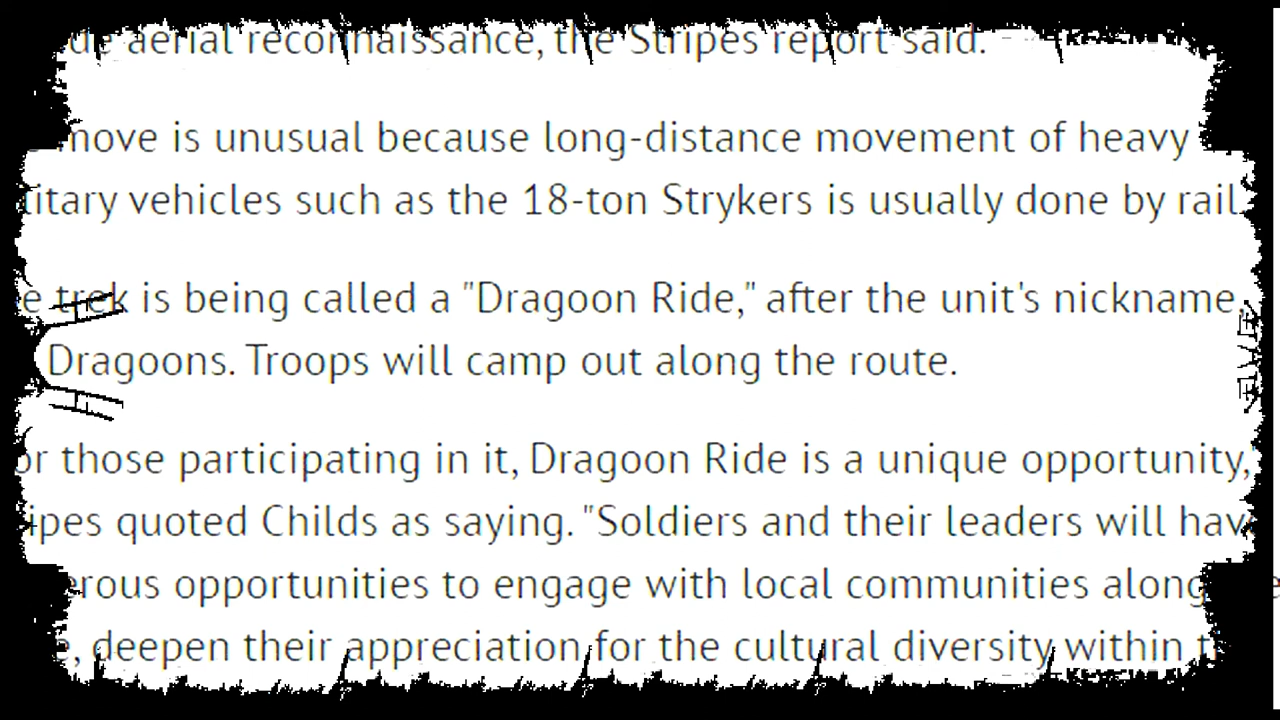 aerial reconnaissance, the Stripes report said.
move is unusual because long-distance movement of heavy
itary vehicles such as the 18-ton Strykers is usually done by rail.
e trek is being called a "Dragoon Ride," after the unit's nickname,
Dragoons. Troops will camp out along the route.
or those participating in it, Dragoon Ride is a unique opportunity,"
ipes quoted Childs as saying. "Soldiers and their leaders will hav
erous opportunities to engage with local communities along
e, deepen their appreciation for the cultural diversity within